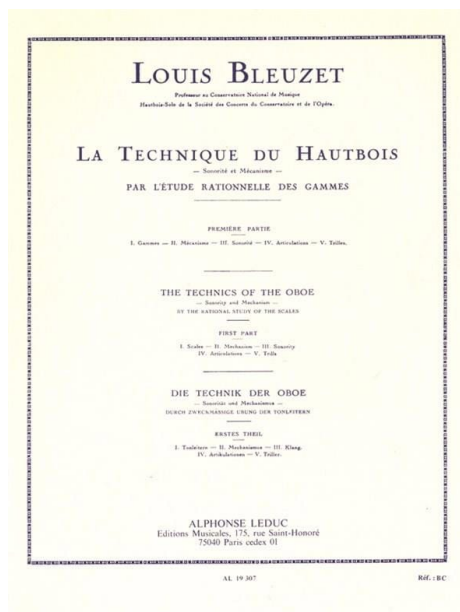 LOUIS BLEUZET
Professeur au Conservatoire National de Musique
Hautbois-Solo de la Société des Concerts du Conservatoire et de l'Opéra.
LA TECHNIQUE DU HAUTBOIS
— Sonorité et Mécanisme —
PAR L'ÉTUDE RATIONNELLE DES GAMMES
PREMIÈRE PARTIE
I. Gammes — II. Mécanisme — III. Sonorité — IV. Articulations — V. Trilles.
THE TECHNICS OF THE OBOE
— Sonority and Mechanism —
BY THE RATIONAL STUDY OF THE SCALES
FIRST PART
I. Scales — II. Mechanism — III. Sonority
IV. Articulations — V. Trills
DIE TECHNIK DER OBOE
— Sonorität und Mechanismus —
DURCH ZWECKMÄSSIGE ÜBUNG DER TONLEITERN
ERSTES THEIL
I. Tonleitern — II. Mechanismus — III. Klang.
IV. Artikulationen — V. Triller.
ALPHONSE LEDUC
Editions Musicales, 175, rue Saint-Honoré
75040 Paris cedex 01
AL 19 307
Réf. : BC